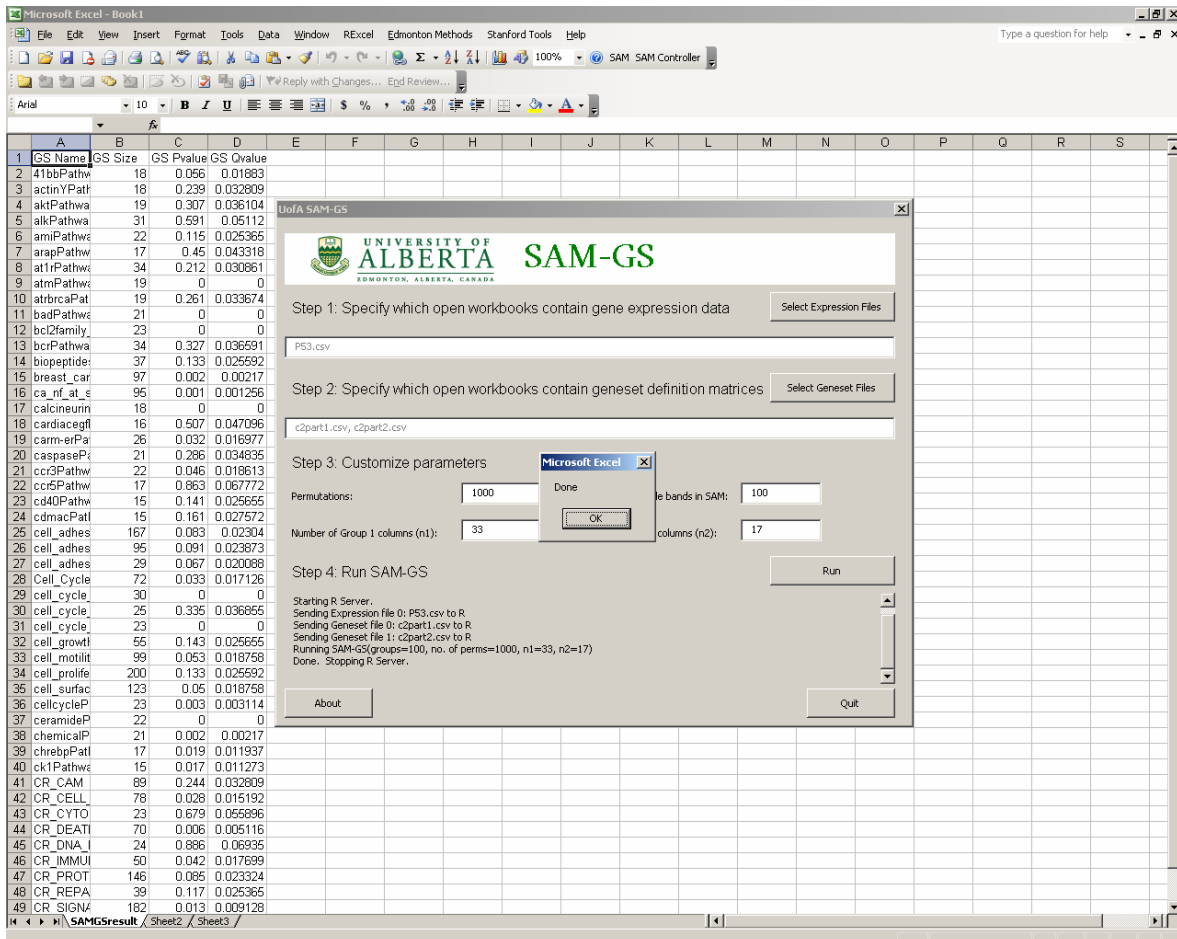 Microsoft Excel - Book1
File Edit View Insert Format Tools Data Window RExcel Edmonton Methods Stanford Tools Help
Type a question for help
100% SAM SAM Controller
Reply with Changes... End Review...
Arial 10 B I U $ %
fx
A B C D E F G H I J K L M N O P Q R S
1 GS Name GS Size GS Pvalue GS Qvalue
2 41bbPathw 18 0.056 0.01883
3 actinYPath 18 0.239 0.032809
4 aktPathwa 19 0.307 0.036104
5 alkPathwa 31 0.591 0.05112
6 amiPathwa 22 0.115 0.025365
7 arapPathw 17 0.45 0.043318
8 at1rPathwa 34 0.212 0.030861
9 atmPathwa 19 0 0
10 atrbrcaPat 19 0.261 0.033674
11 badPathwa 21 0 0
12 bcl2family_ 23 0 0
13 bcrPathwa 34 0.327 0.036591
14 biopeptide 37 0.133 0.025592
15 breast_can 97 0.002 0.00217
16 ca_nf_at_s 95 0.001 0.001256
17 calcineurin 18 0 0
18 cardiacegf 16 0.507 0.047096
19 carm-erPa 26 0.032 0.016977
20 caspasePa 21 0.286 0.034835
21 ccr3Pathw 22 0.046 0.018613
22 ccr5Pathw 17 0.863 0.067772
23 cd40Pathw 15 0.141 0.025655
24 cdmacPatl 15 0.161 0.027572
25 cell_adhes 167 0.083 0.02304
26 cell_adhes 95 0.091 0.023873
27 cell_adhes 29 0.067 0.020088
28 Cell_Cycle 72 0.033 0.017126
29 cell_cycle_ 30 0 0
30 cell_cycle_ 25 0.335 0.036855
31 cell_cycle_ 23 0 0
32 cell_growtl 55 0.143 0.025655
33 cell_motilit 99 0.053 0.018758
34 cell_prolife 200 0.133 0.025592
35 cell_surfac 123 0.05 0.018758
36 cellcycleP 23 0.003 0.003114
37 ceramideP 22 0 0
38 chemicalP 21 0.002 0.00217
39 chrebpPatl 17 0.019 0.011937
40 ck1Pathwa 15 0.017 0.011273
41 CR_CAM 89 0.244 0.032809
42 CR_CELL_ 78 0.028 0.015192
43 CR_CYTO 23 0.679 0.055896
44 CR_DEATI 70 0.006 0.005116
45 CR_DNA_I 24 0.886 0.06935
46 CR_IMMUI 50 0.042 0.017699
47 CR_PROT 146 0.085 0.023324
48 CR_REPA 39 0.117 0.025365
49 CR_SIGNA 182 0.013 0.009128
SAMGSresult Sheet2 Sheet3
UofA SAM-GS
UNIVERSITY OF
ALBERTA
EDMONTON, ALBERTA, CANADA
SAM-GS
Step 1: Specify which open workbooks contain gene expression data
Select Expression Files
P53.csv
Step 2: Specify which open workbooks contain geneset definition matrices
Select Geneset Files
c2part1.csv, c2part2.csv
Step 3: Customize parameters
Permutations: 1000
le bands in SAM: 100
Number of Group 1 columns (n1): 33
columns (n2): 17
Microsoft Excel
Done
OK
Step 4: Run SAM-GS
Run
Starting R Server.
Sending Expression file 0: P53.csv to R
Sending Geneset file 0: c2part1.csv to R
Sending Geneset file 1: c2part2.csv to R
Running SAM-GS(groups=100, no. of perms=1000, n1=33, n2=17)
Done. Stopping R Server.
About
Quit